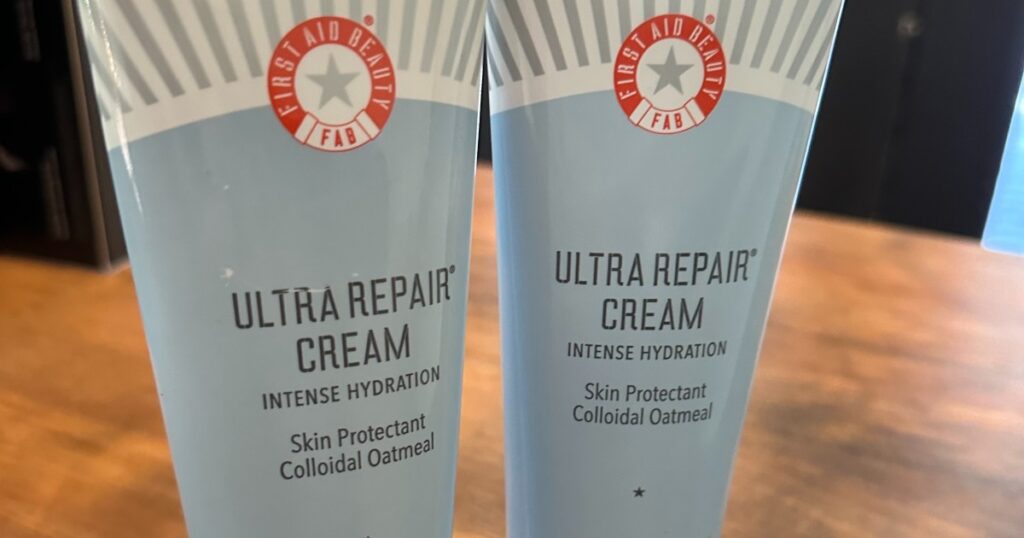 FIRST AID BEAUTY®
FAB
ULTRA REPAIR®
CREAM
INTENSE HYDRATION
Skin Protectant
Colloidal Oatmeal
FIRST AID BEAUTY®
FAB
ULTRA REPAIR®
CREAM
INTENSE HYDRATION
Skin Protectant
Colloidal Oatmeal